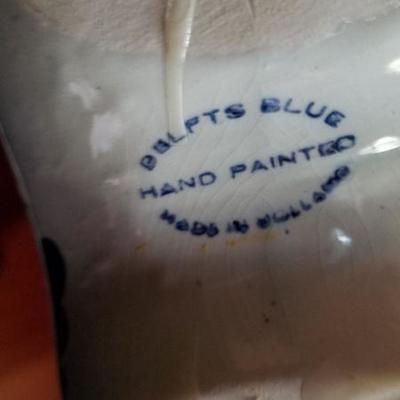 DELFTS BLUE
HAND PAINTED
MADE IN HOLLAND